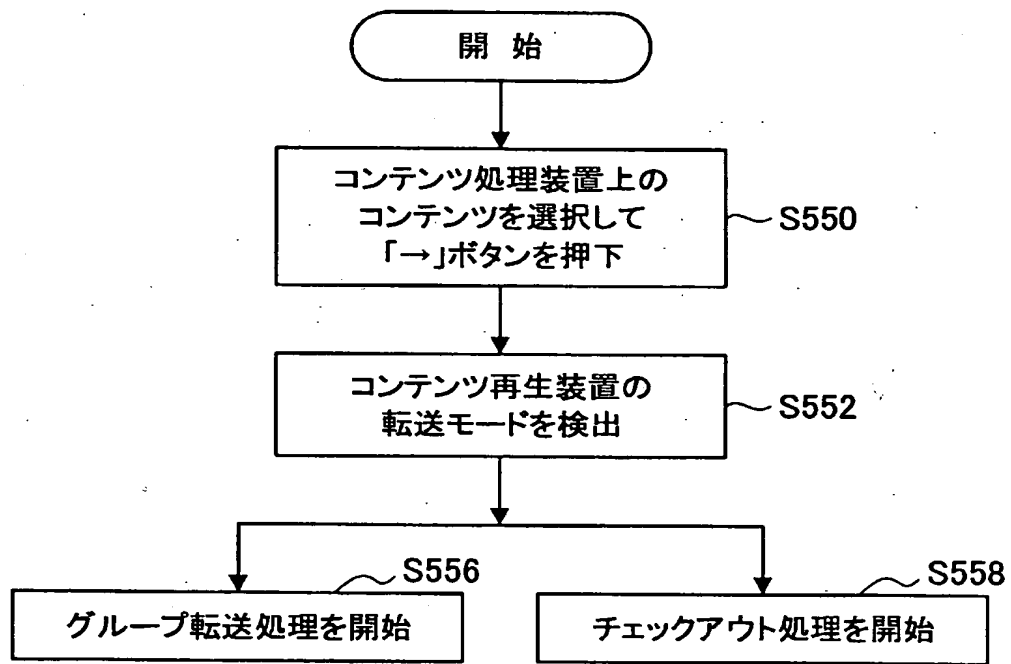 開 始
コンテンツ処理装置上の
コンテンツを選択して
「→」ボタンを押下
S550
コンテンツ再生装置の
転送モードを検出
S552
S556
グループ転送処理を開始
S558
チェックアウト処理を開始